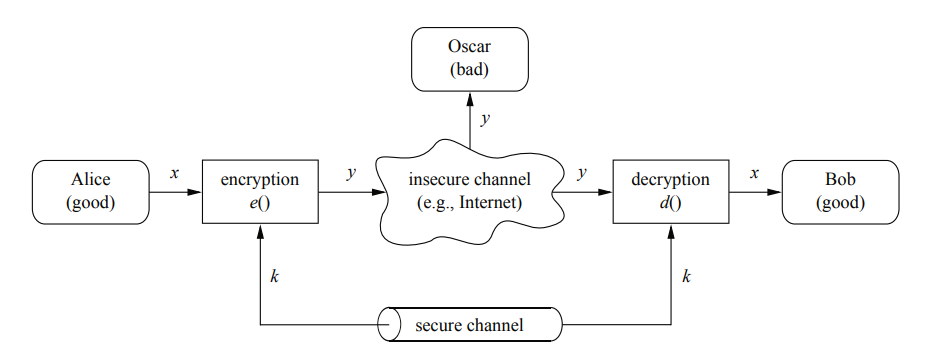 Oscar
(bad)
y
Alice
(good)
x
encryption
e()
y
insecure channel
(e.g., Internet)
y
decryption
d()
x
Bob
(good)
k
k
secure channel